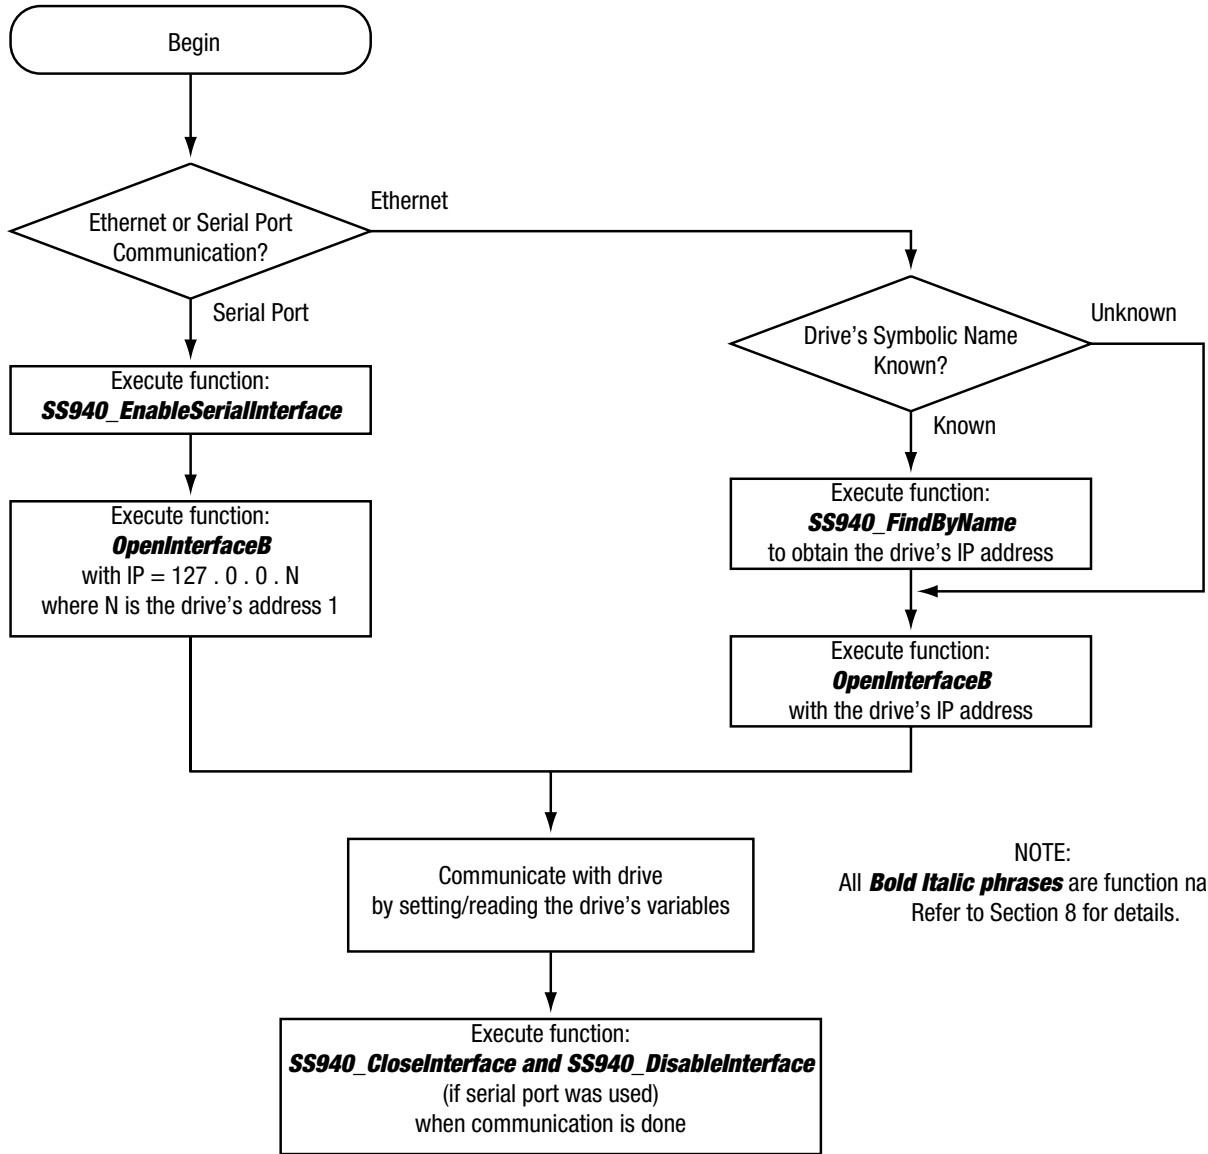 Begin
Ethernet or Serial Port
Communication?
Ethernet
Serial Port
Drive’s Symbolic Name
Known?
Unknown
Known
Execute function:
SS940_EnableSerialInterface
Execute function:
OpenInterfaceB
with IP = 127 . 0 . 0 . N
where N is the drive’s address 1
Execute function:
SS940_FindByName
to obtain the drive’s IP address
Execute function:
OpenInterfaceB
with the drive’s IP address
Communicate with drive
by setting/reading the drive’s variables
NOTE:
All Bold Italic phrases are function na
Refer to Section 8 for details.
Execute function:
SS940_CloseInterface and SS940_DisableInterface
(if serial port was used)
when communication is done